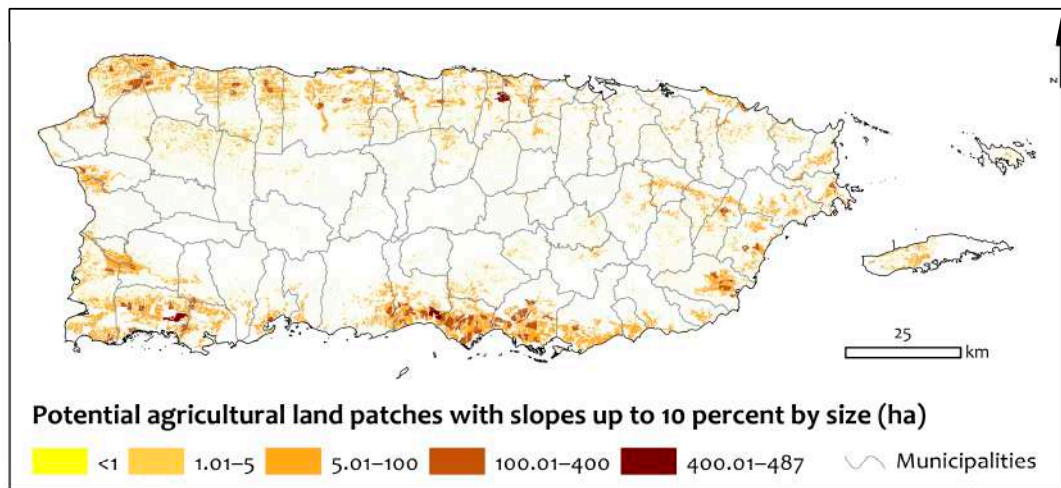 N
25
km
Potential agricultural land patches with slopes up to 10 percent by size (ha)
<1 1.01–5 5.01–100 100.01–400 400.01–487 Municipalities